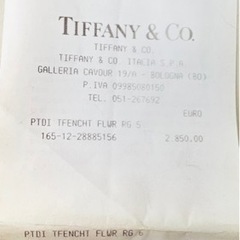 TIFFANY & CO.
TIFFANY & CO.
TIFFANY & CO. ITALIA S.P.A.
GALLERIA CAVOUR 19/A - BOLOGNA (BO)
P.IVA 09985080150
TEL. 051-267692
EURO
PTDI TFENCHT FLWR RG 5
165-12-28885156 2.850.00
PTDI TFENCHT FLWR RG